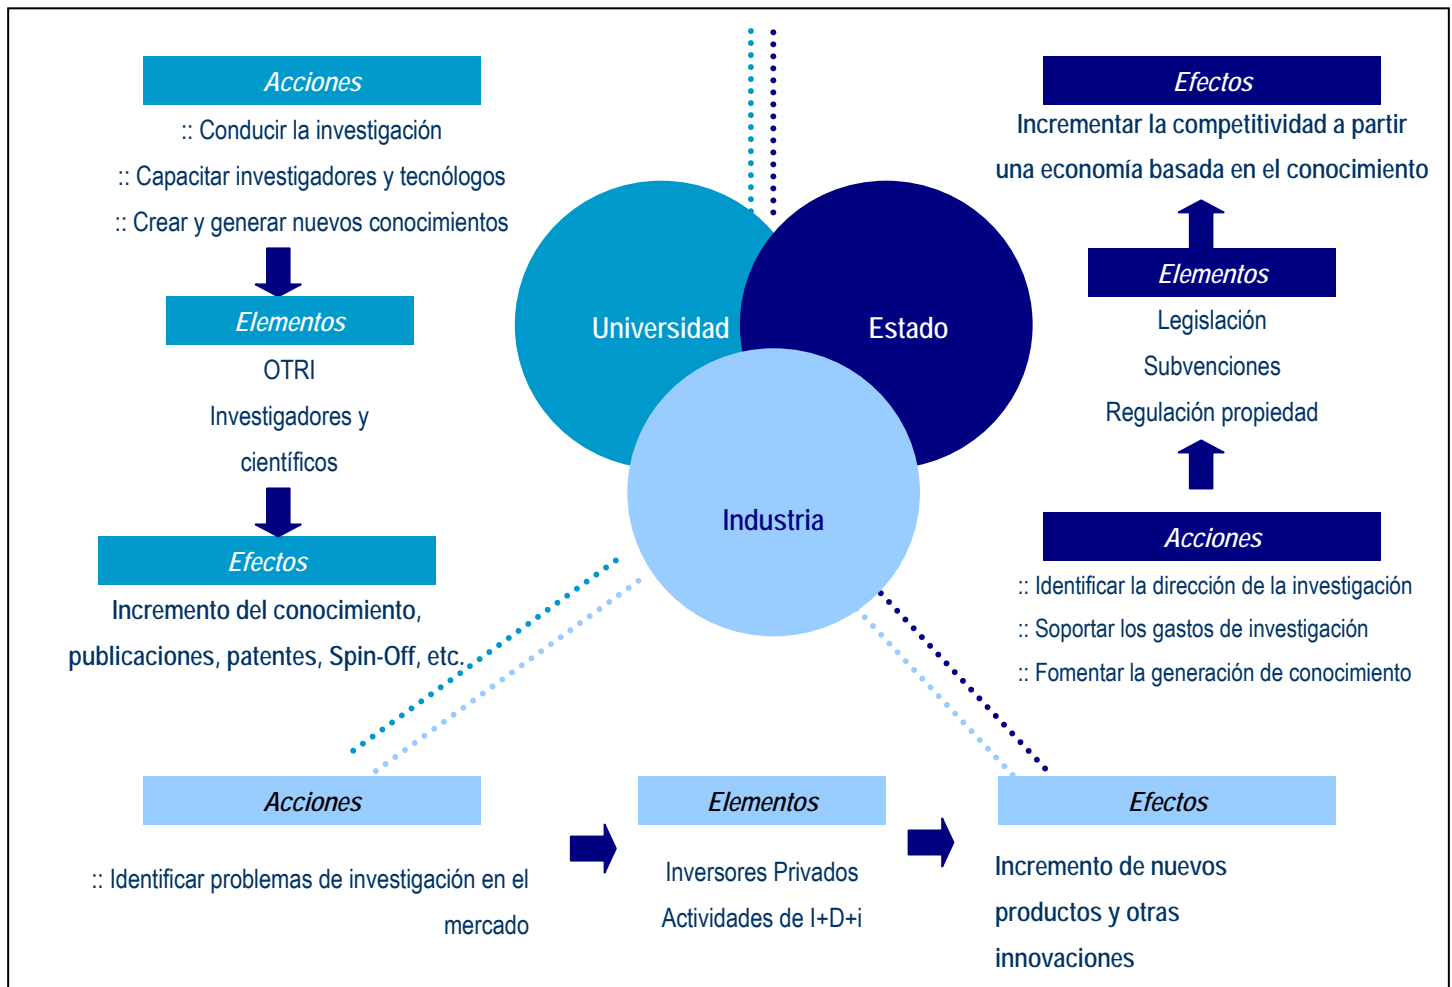 Acciones
:: Conducir la investigación
:: Capacitar investigadores y tecnólogos
:: Crear y generar nuevos conocimientos
Elementos
OTRI
Investigadores y
científicos
Efectos
Incremento del conocimiento,
publicaciones, patentes, Spin-Off, etc.
Universidad
Estado
Industria
Efectos
Incrementar la competitividad a partir
una economía basada en el conocimiento
Elementos
Legislación
Subvenciones
Regulación propiedad
Acciones
:: Identificar la dirección de la investigación
:: Soportar los gastos de investigación
:: Fomentar la generación de conocimiento
Acciones
:: Identificar problemas de investigación en el
mercado
Elementos
Inversores Privados
Actividades de I+D+i
Efectos
Incremento de nuevos
productos y otras
innovaciones